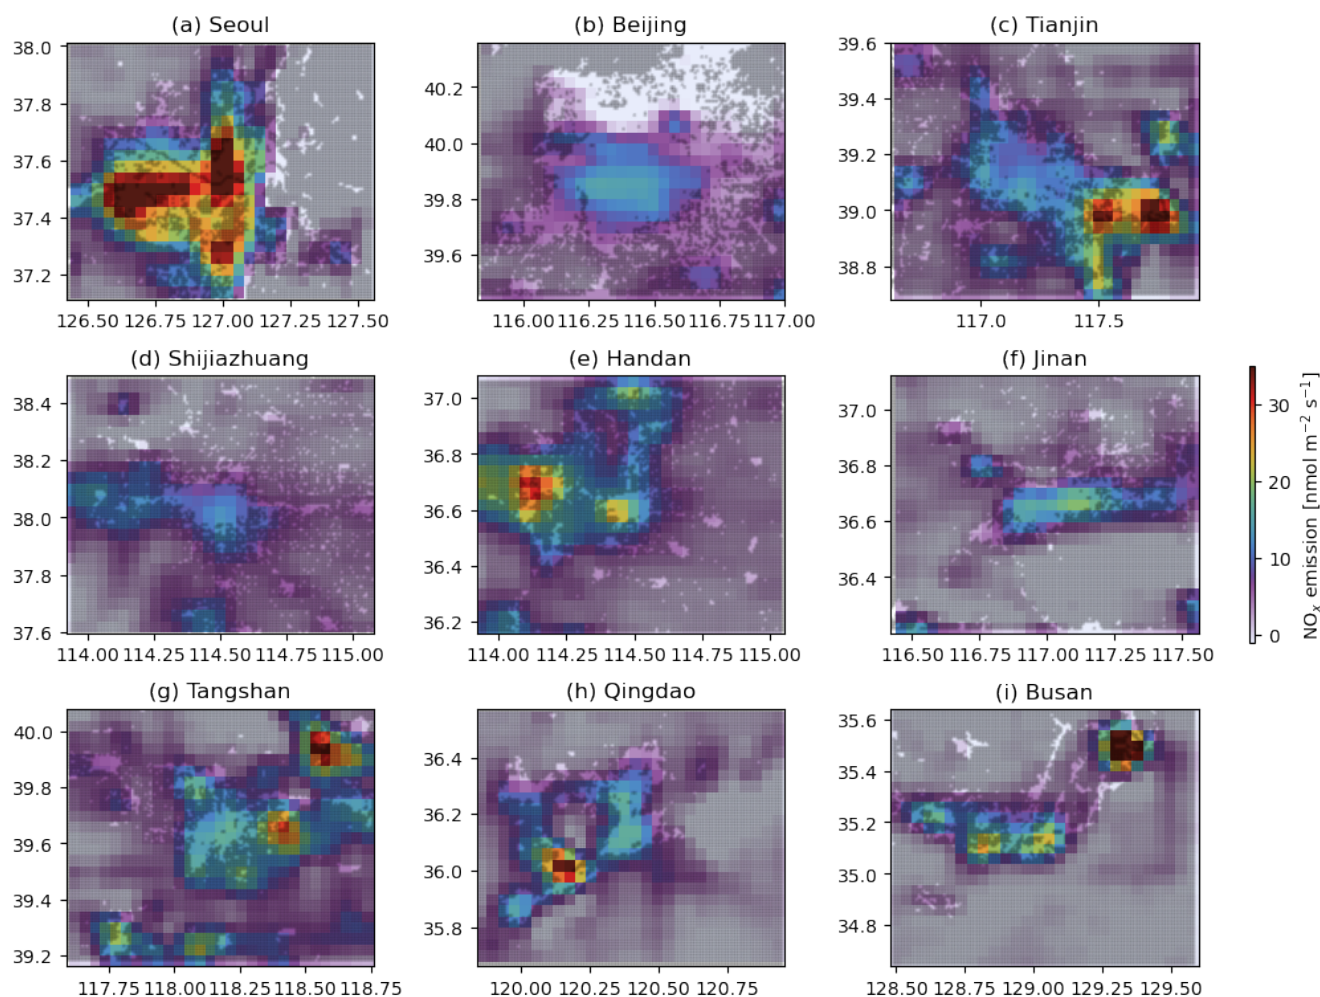 (a) Seoul
(b) Beijing
(c) Tianjin
38.0
37.8
37.6
37.4
37.2
126.50 126.75 127.00 127.25 127.50
40.2
40.0
39.8
39.6
116.00 116.25 116.50 116.75 117.00
39.6
39.4
39.2
39.0
38.8
117.0 117.5
(d) Shijiazhuang
(e) Handan
(f) Jinan
38.4
38.2
38.0
37.8
37.6
114.00 114.25 114.50 114.75 115.00
37.0
36.8
36.6
36.4
36.2
114.00 114.25 114.50 114.75 115.00
37.0
36.8
36.6
36.4
116.50 116.75 117.00 117.25 117.50
30
20
10
0
NOₓ emission [nmol m⁻² s⁻¹]
(g) Tangshan
(h) Qingdao
(i) Busan
40.0
39.8
39.6
39.4
39.2
117.75 118.00 118.25 118.50 118.75
36.4
36.2
36.0
35.8
120.00 120.25 120.50 120.75
35.6
35.4
35.2
35.0
34.8
128.50 128.75 129.00 129.25 129.50